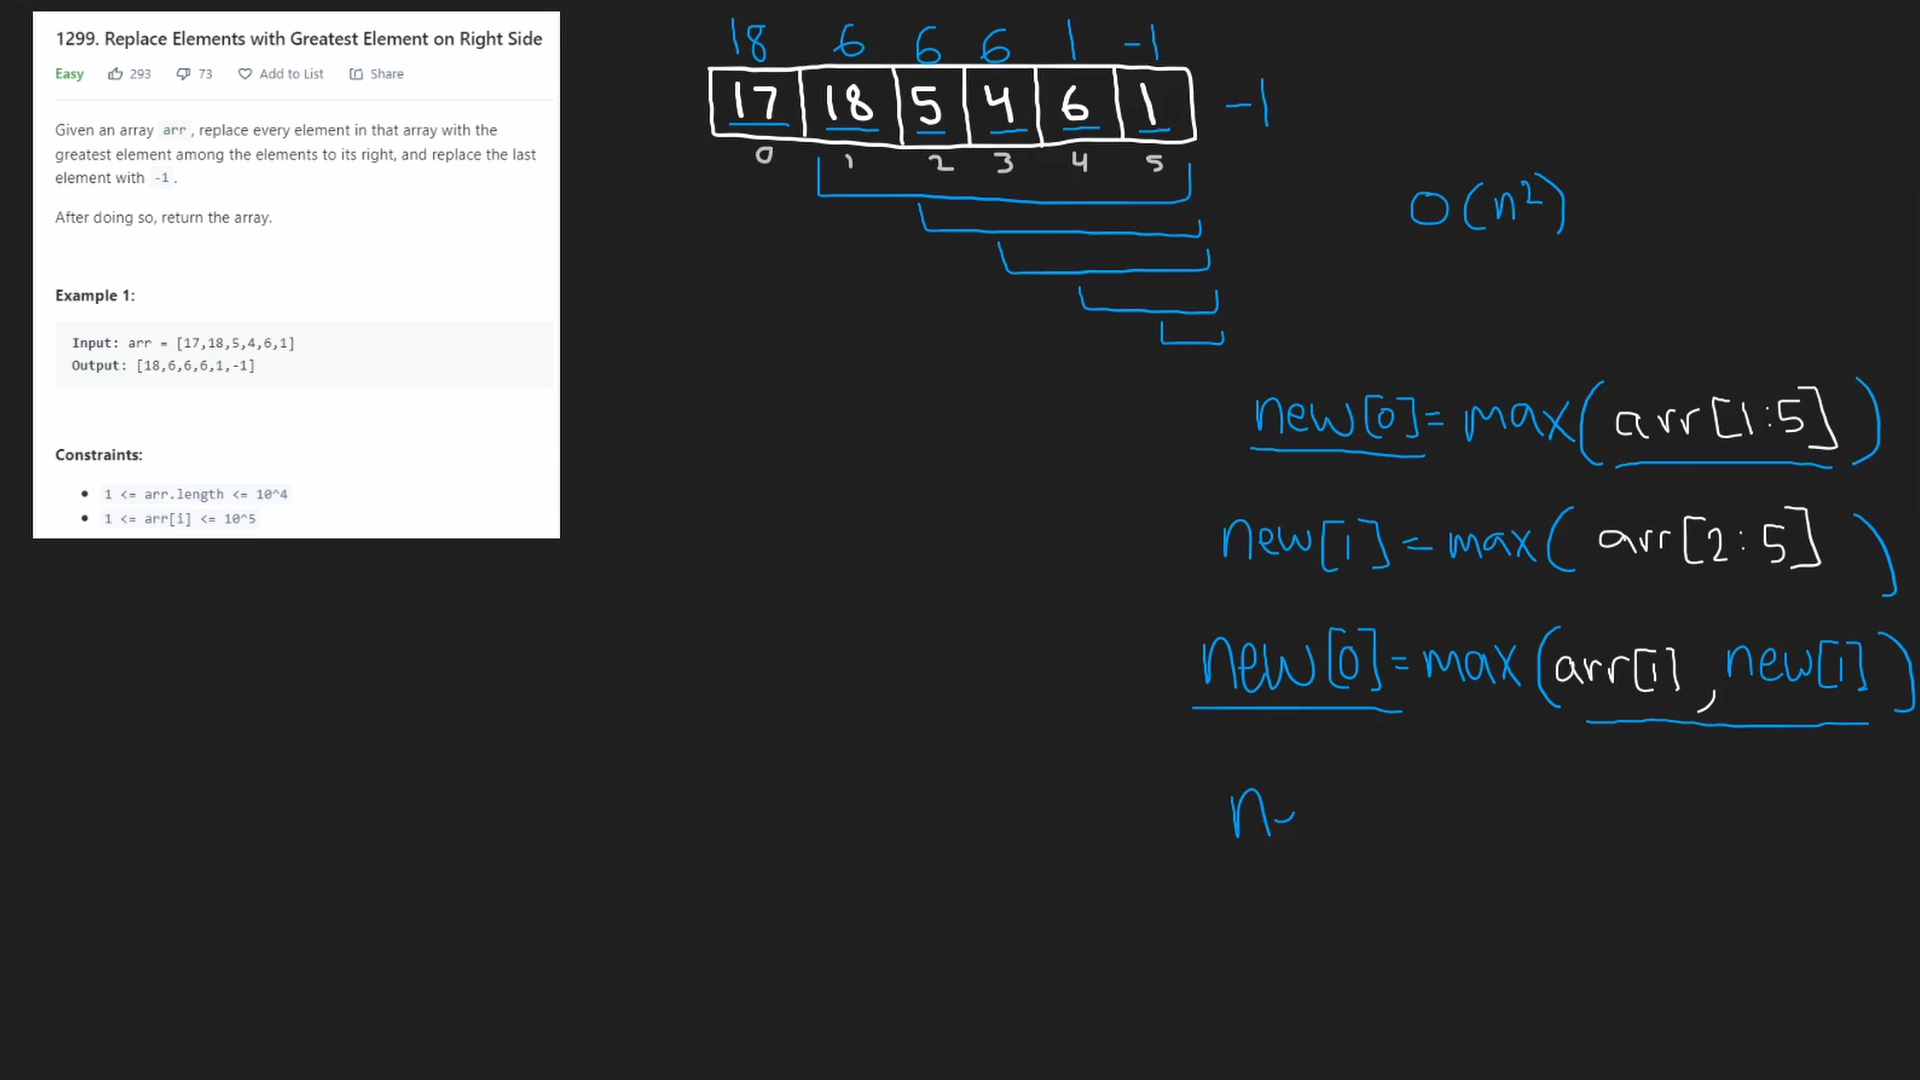 1299. Replace Elements with Greatest Element on Right Side
Easy 293 73 Add to List Share
Given an array arr, replace every element in that array with the
greatest element among the elements to its right, and replace the last
element with -1.
After doing so, return the array.
Example 1:
Input: arr = [17,18,5,4,6,1]
Output: [18,6,6,6,1,-1]
Constraints:
1 <= arr.length <= 10^4
1 <= arr[i] <= 10^5
18 6 6 6 1 -1
17 18 5 4 6 1 -1
0 1 2 3 4 5
O(n²)
new[0] = max(arr[1:5])
new[1] = max(arr[2:5])
new[0] = max(arr[1], new[1])
n-